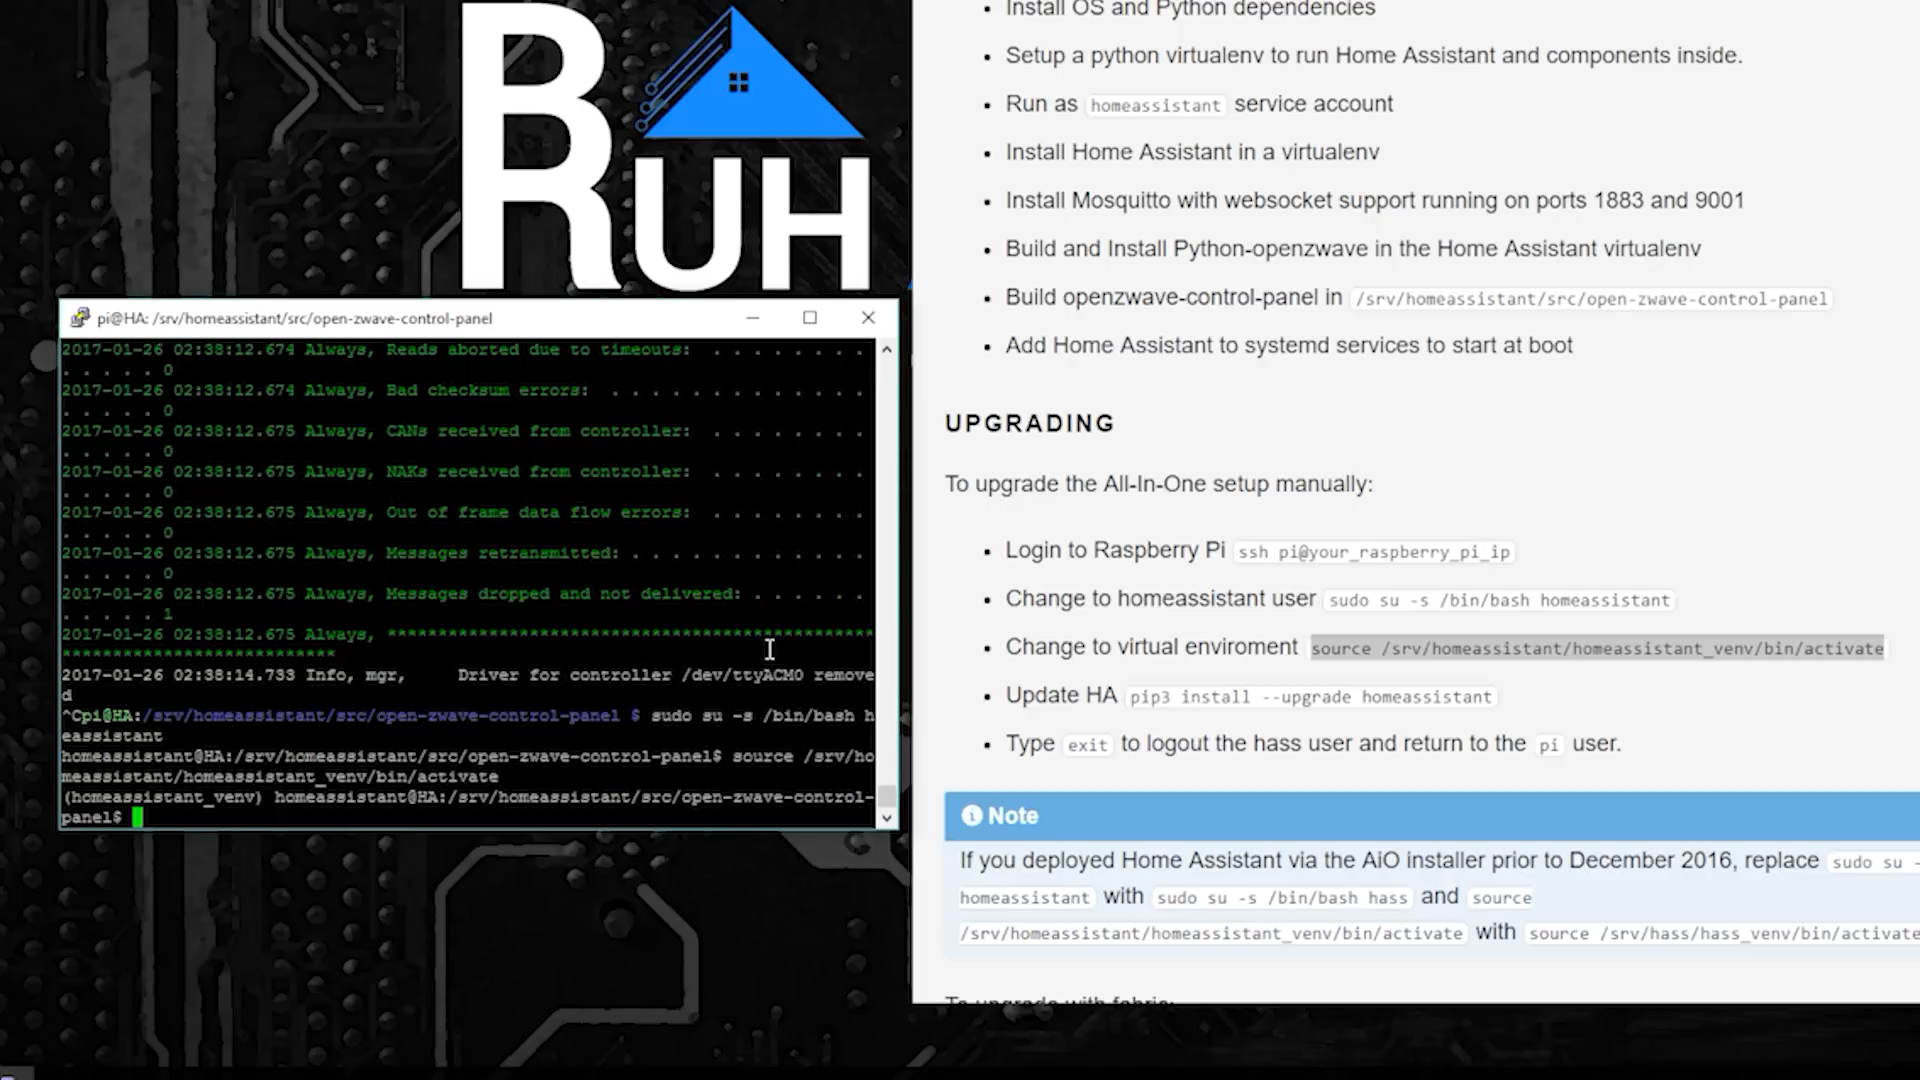 RUH
pi@HA: /srv/homeassistant/src/open-zwave-control-panel
2017-01-26 02:38:12.674 Always, Reads aborted due to timeouts:  . . . . . . . .
. . . . . 0
2017-01-26 02:38:12.674 Always, Bad checksum errors:  . . . . . . . . . . . . .
. . . . . 0
2017-01-26 02:38:12.675 Always, CANs received from controller:  . . . . . . . .
. . . . . 0
2017-01-26 02:38:12.675 Always, NAKs received from controller:  . . . . . . . .
. . . . . 0
2017-01-26 02:38:12.675 Always, Out of frame data flow errors:  . . . . . . . .
. . . . . 0
2017-01-26 02:38:12.675 Always, Messages retransmitted: . . . . . . . . . . . .
. . . . . 0
2017-01-26 02:38:12.675 Always, Messages dropped and not delivered: . . . . . .
. . . . . 1
2017-01-26 02:38:12.675 Always, ************************************************
***************************
2017-01-26 02:38:14.733 Info, mgr,     Driver for controller /dev/ttyACM0 remove
d
^Cpi@HA:/srv/homeassistant/src/open-zwave-control-panel $ sudo su -s /bin/bash h
eassistant
homeassistant@HA:/srv/homeassistant/src/open-zwave-control-panel$ source /srv/ho
meassistant/homeassistant_venv/bin/activate
(homeassistant_venv) homeassistant@HA:/srv/homeassistant/src/open-zwave-control-
panel$
• Install OS and Python dependencies
• Setup a python virtualenv to run Home Assistant and components inside.
• Run as homeassistant service account
• Install Home Assistant in a virtualenv
• Install Mosquitto with websocket support running on ports 1883 and 9001
• Build and Install Python-openzwave in the Home Assistant virtualenv
• Build openzwave-control-panel in /srv/homeassistant/src/open-zwave-control-panel
• Add Home Assistant to systemd services to start at boot
UPGRADING
To upgrade the All-In-One setup manually:
• Login to Raspberry Pi ssh pi@your_raspberry_pi_ip
• Change to homeassistant user sudo su -s /bin/bash homeassistant
• Change to virtual enviroment source /srv/homeassistant/homeassistant_venv/bin/activate
• Update HA pip3 install --upgrade homeassistant
• Type exit to logout the hass user and return to the pi user.
Note
If you deployed Home Assistant via the AiO installer prior to December 2016, replace sudo su -
homeassistant with sudo su -s /bin/bash hass and source
/srv/homeassistant/homeassistant_venv/bin/activate with source /srv/hass/hass_venv/bin/activate
To upgrade with fabric: